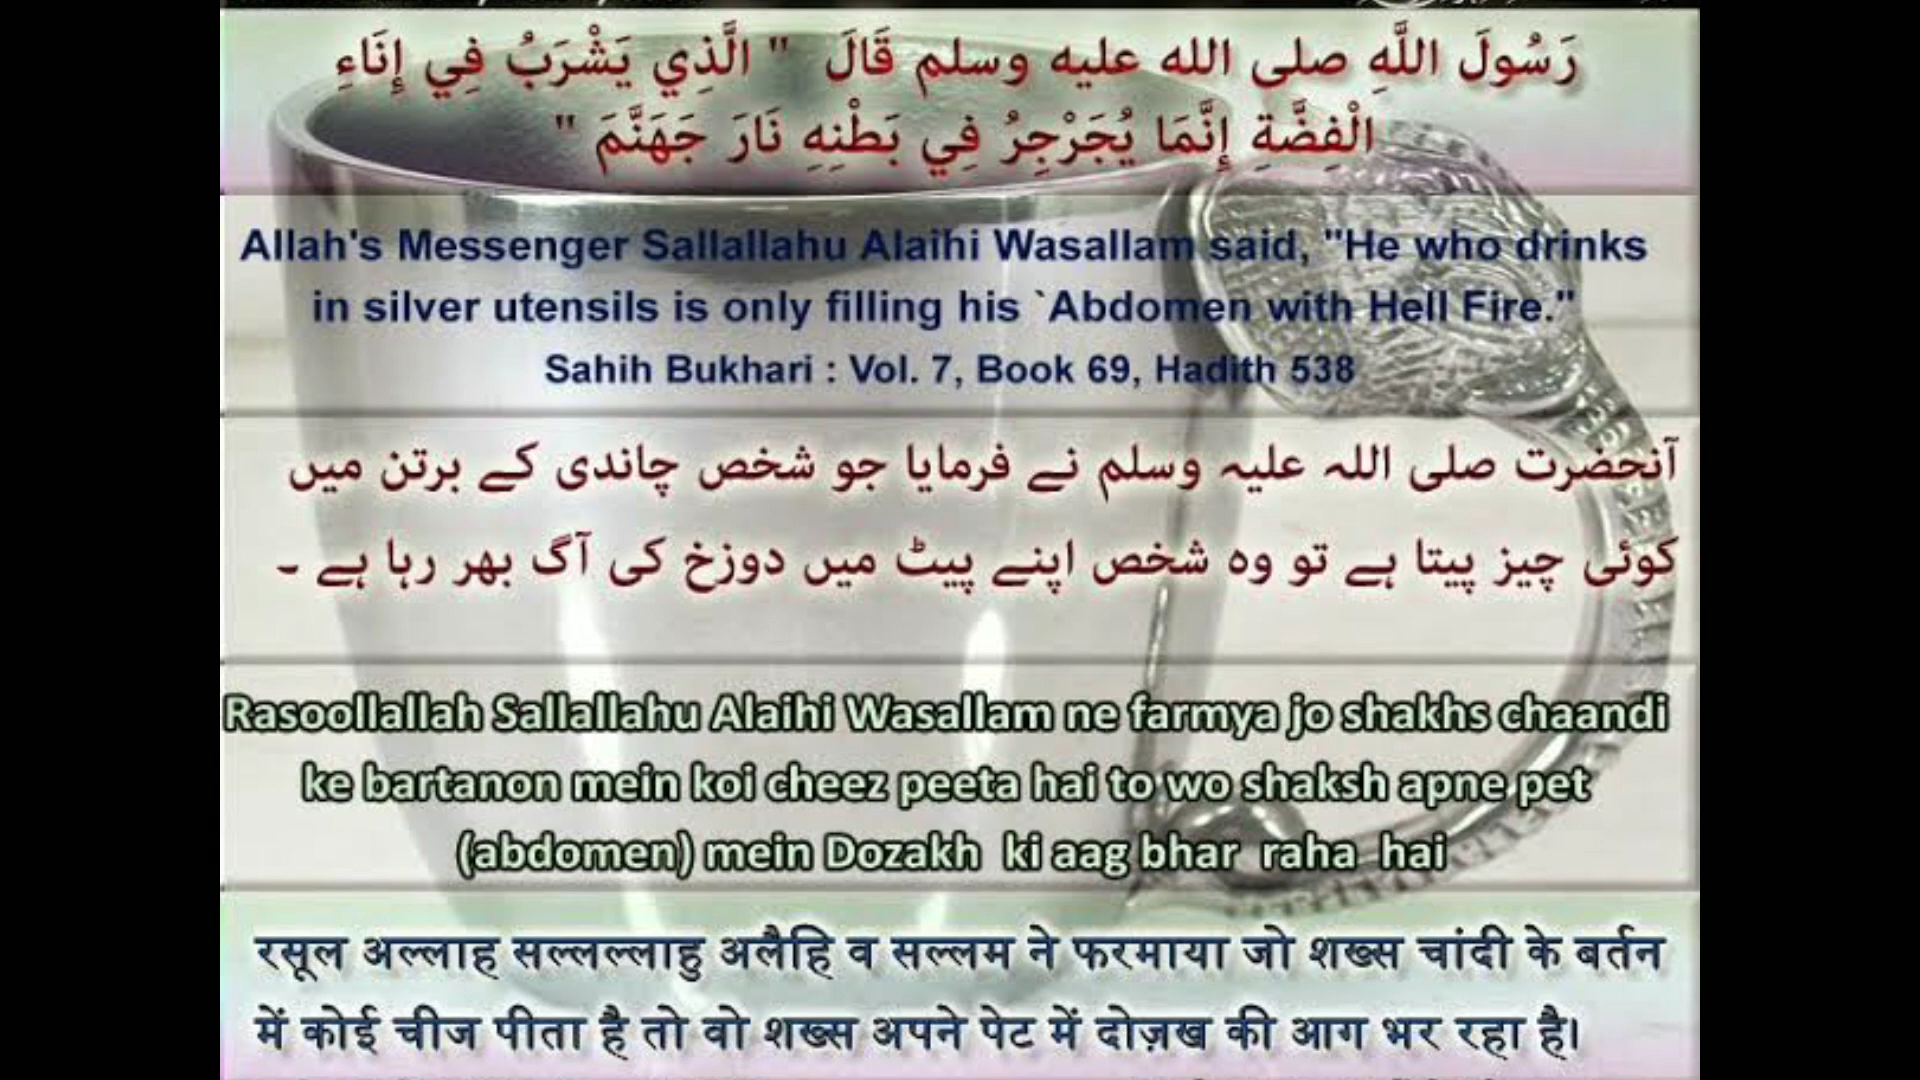 رَسُولَ اللَّهِ صلى الله عليه وسلم قَالَ " الَّذِي يَشْرَبُ فِي إِنَاءِ
الْفِضَّةِ إِنَّمَا يُجَرْجِرُ فِي بَطْنِهِ نَارَ جَهَنَّمَ "
Allah's Messenger Sallallahu Alaihi Wasallam said, "He who drinks
in silver utensils is only filling his `Abdomen with Hell Fire."
Sahih Bukhari : Vol. 7, Book 69, Hadith 538
آنحضرت صلی اللہ علیہ وسلم نے فرمایا جو شخص چاندی کے برتن میں
کوئی چیز پیتا ہے تو وہ شخص اپنے پیٹ میں دوزخ کی آگ بھر رہا ہے ۔
Rasoollallah Sallallahu Alaihi Wasallam ne farmya jo shakhs chaandi
ke bartanon mein koi cheez peeta hai to wo shaksh apne pet
(abdomen) mein Dozakh ki aag bhar raha hai
रसूल अल्लाह सल्लल्लाहु अलैहि व सल्लम ने फरमाया जो शख्स चांदी के बर्तन
में कोई चीज पीता है तो वो शख्स अपने पेट में दोज़ख की आग भर रहा है।